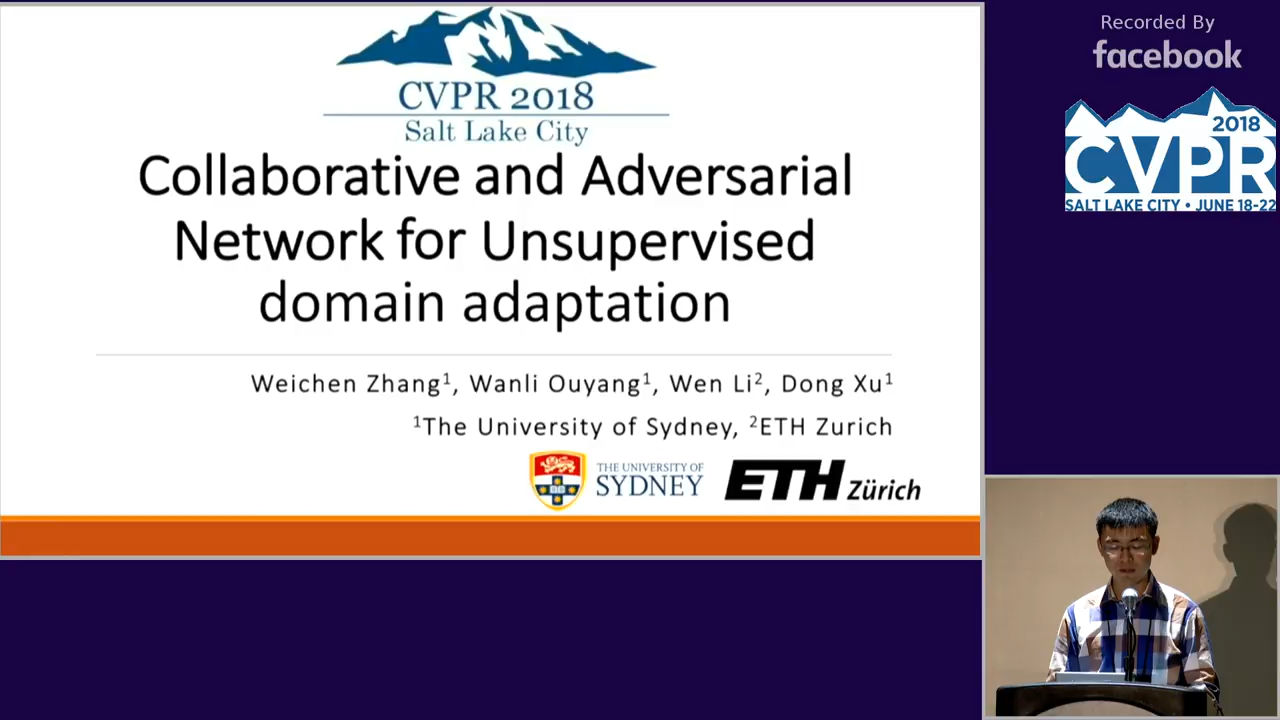 CVPR 2018
Salt Lake City
Collaborative and Adversarial
Network for Unsupervised
domain adaptation
Weichen Zhang¹, Wanli Ouyang¹, Wen Li², Dong Xu¹
¹The University of Sydney, ²ETH Zurich
THE UNIVERSITY OF
SYDNEY
ETH Zürich
Recorded By
facebook
2018
CVPR
SALT LAKE CITY • JUNE 18-22